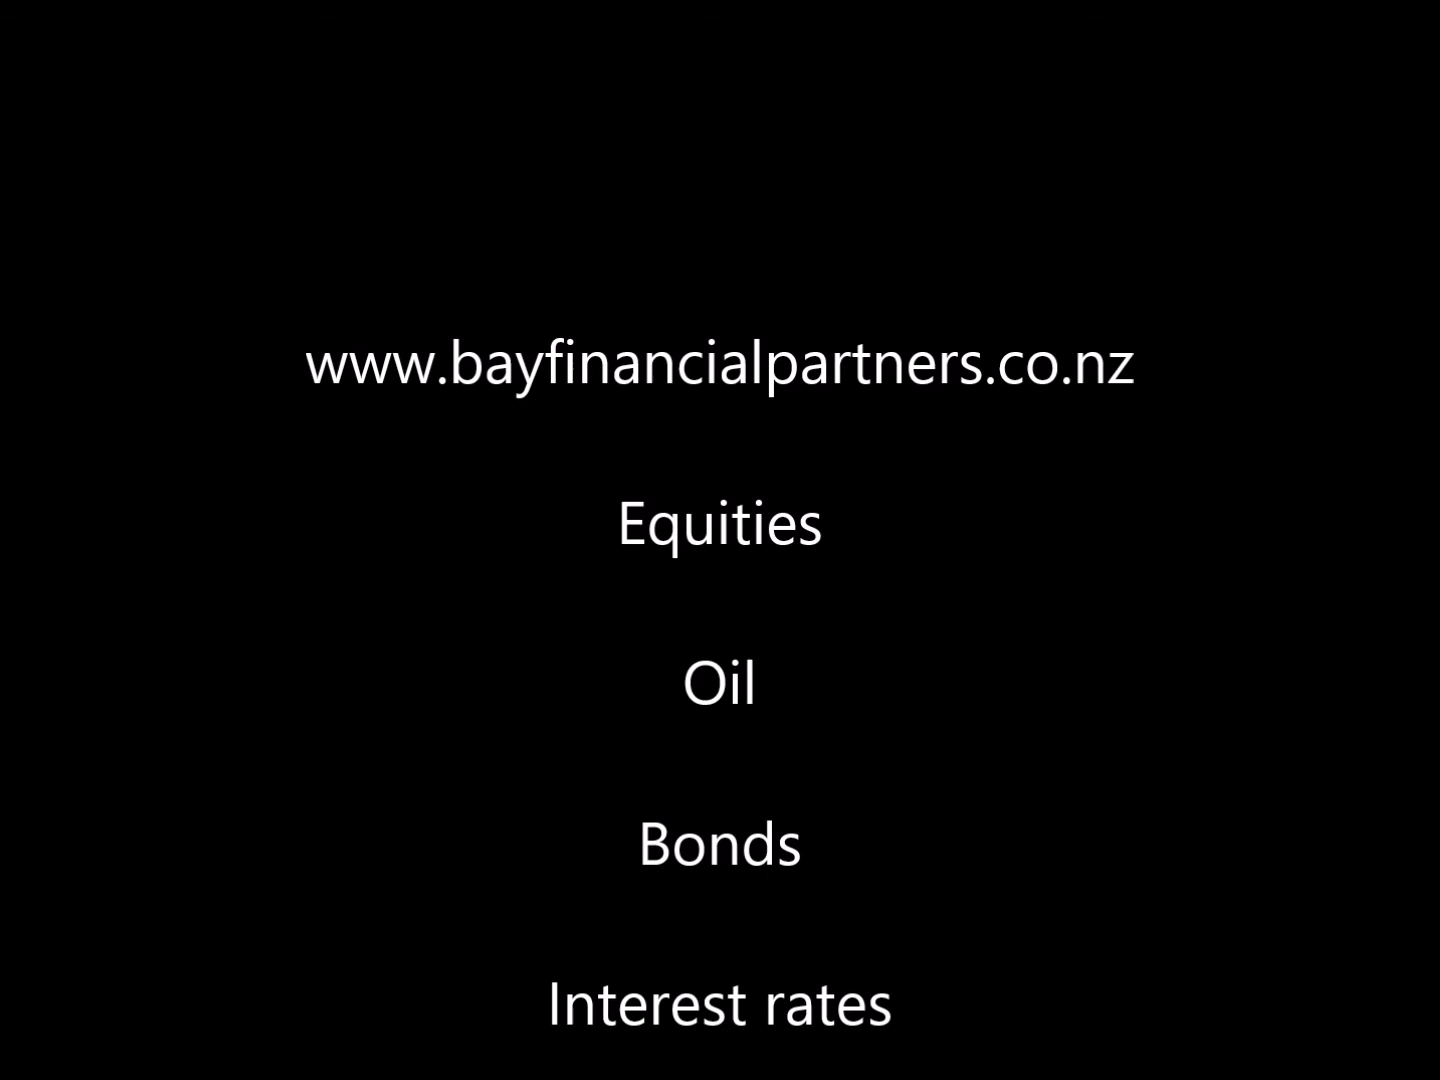 www.bayfinancialpartners.co.nz
Equities
Oil
Bonds
Interest rates